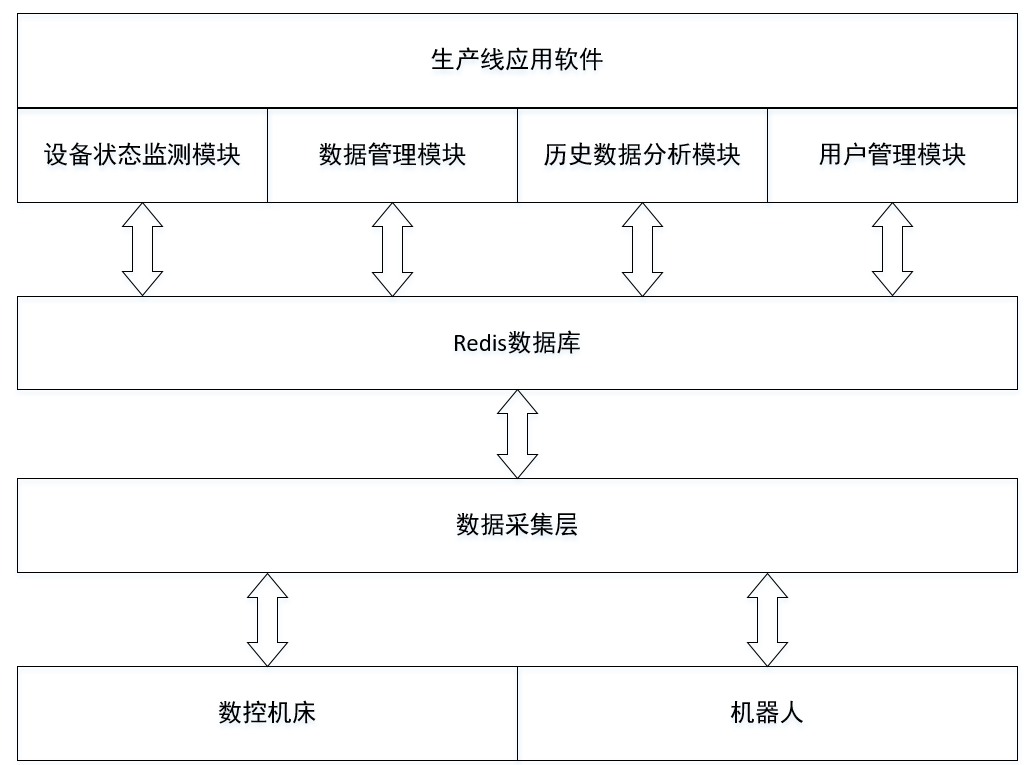 生产线应用软件
设备状态监测模块
数据管理模块
历史数据分析模块
用户管理模块
Redis数据库
数据采集层
数控机床
机器人